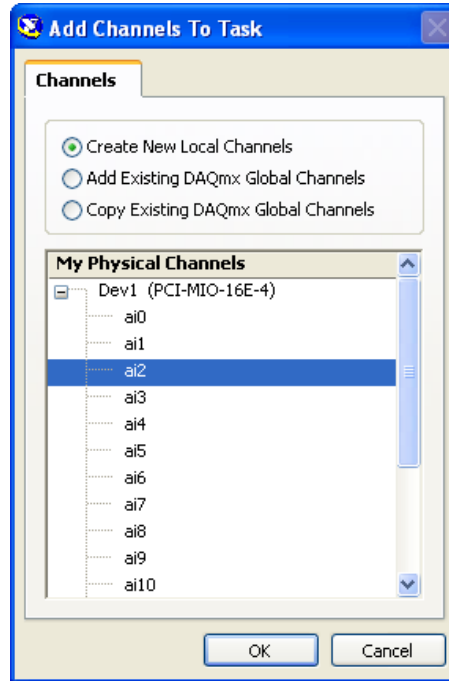 Add Channels To Task
Channels
Create New Local Channels
Add Existing DAQmx Global Channels
Copy Existing DAQmx Global Channels
My Physical Channels
Dev1 (PCI-MIO-16E-4)
ai0
ai1
ai2
ai3
ai4
ai5
ai6
ai7
ai8
ai9
ai10
OK Cancel